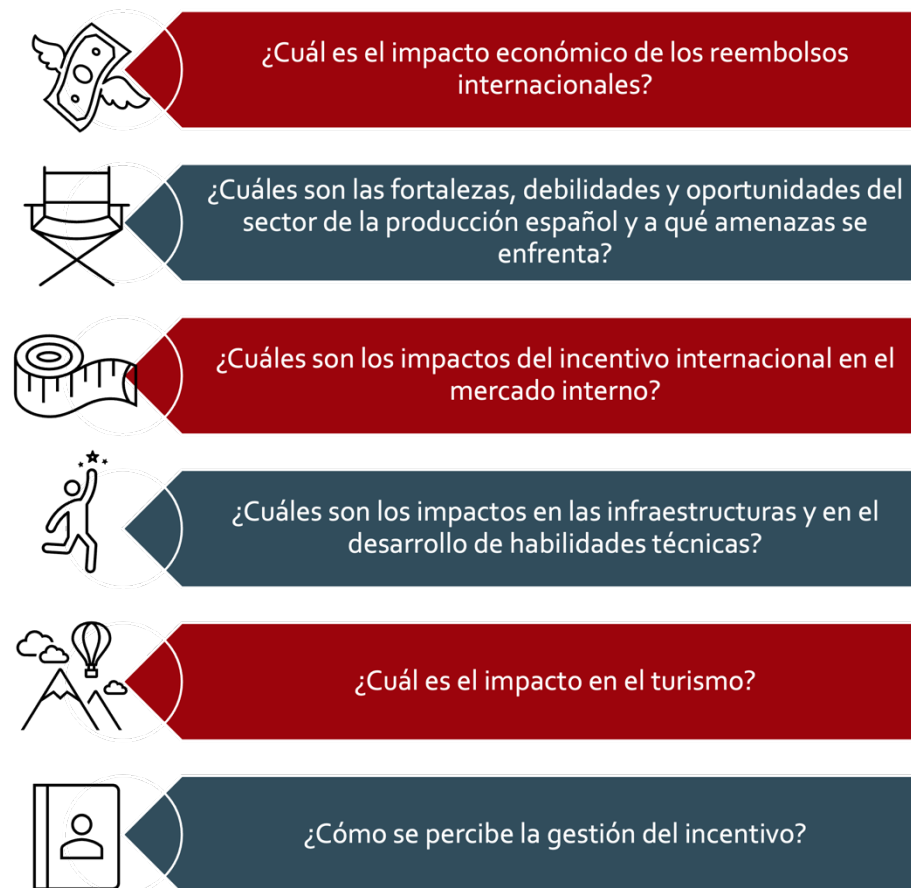 ¿Cuál es el impacto económico de los reembolsos
internacionales?
¿Cuáles son las fortalezas, debilidades y oportunidades del
sector de la producción español y a qué amenazas se
enfrenta?
¿Cuáles son los impactos del incentivo internacional en el
mercado interno?
¿Cuáles son los impactos en las infraestructuras y en el
desarrollo de habilidades técnicas?
¿Cuál es el impacto en el turismo?
¿Cómo se percibe la gestión del incentivo?